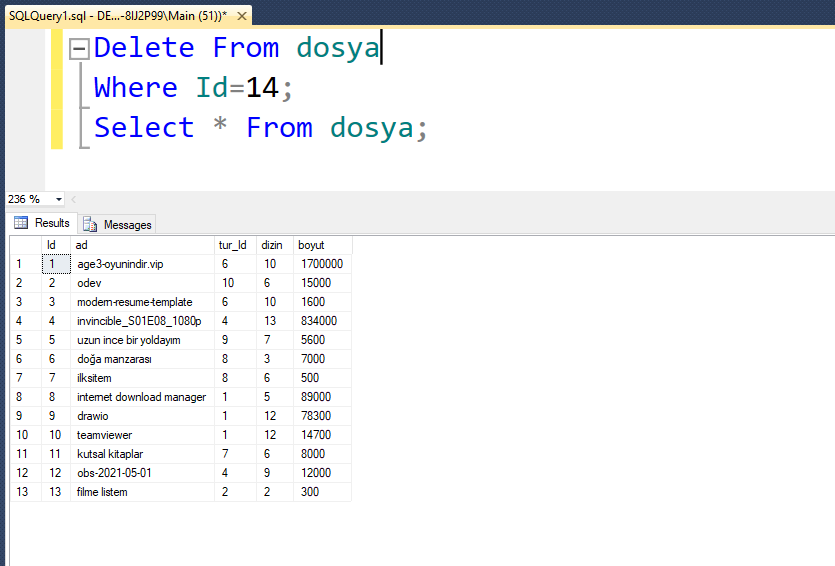 SQLQuery1.sql - DE...-8IJ2P99\Main (51))*
Delete From dosya
Where Id=14;
Select * From dosya;
236 %
Results Messages
Id ad tur_Id dizin boyut
1 1 age3-oyunindir.vip 6 10 1700000
2 2 odev 10 6 15000
3 3 modern-resume-template 6 10 1600
4 4 invincible_S01E08_1080p 4 13 834000
5 5 uzun ince bir yoldayım 9 7 5600
6 6 doğa manzarası 8 3 7000
7 7 ilksitem 8 6 500
8 8 internet download manager 1 5 89000
9 9 drawio 1 12 78300
10 10 teamviewer 1 12 14700
11 11 kutsal kitaplar 7 6 8000
12 12 obs-2021-05-01 4 9 12000
13 13 filme listem 2 2 300